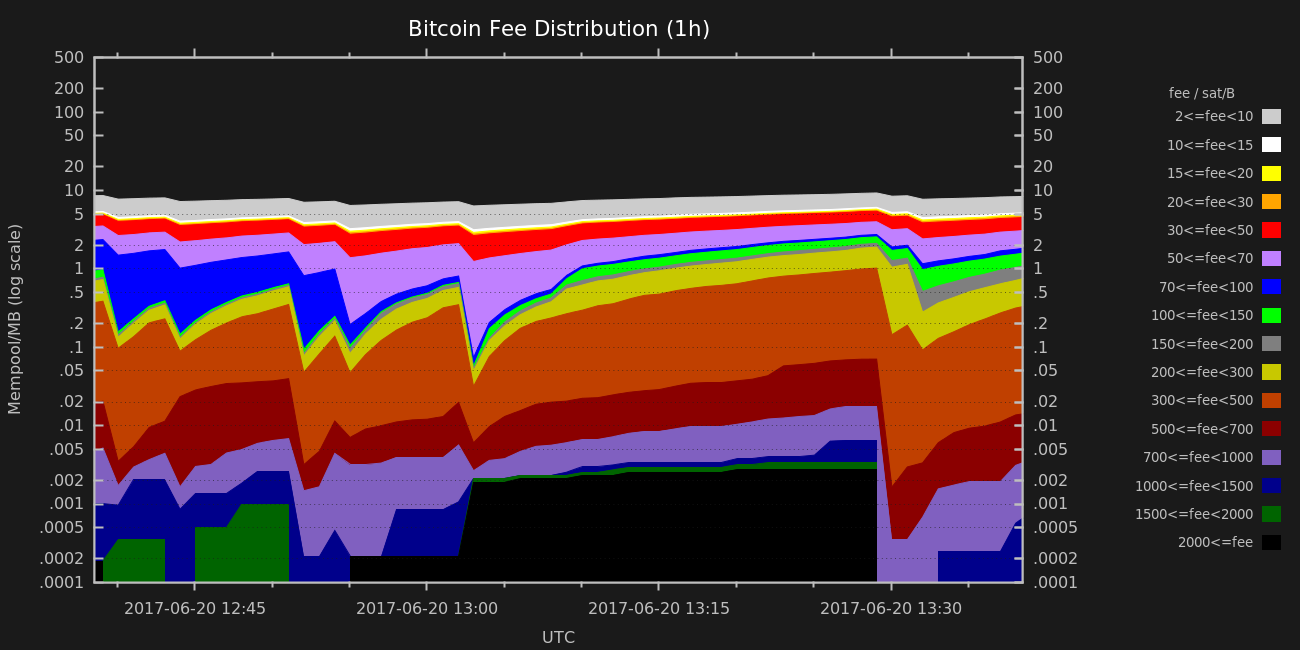 Bitcoin Fee Distribution (1h)
500 500
200 200
100 100
50 50
20 20
10 10
5 5
2 2
1 1
.5 .5
.2 .2
.1 .1
.05 .05
.02 .02
.01 .01
.005 .005
.002 .002
.001 .001
.0005 .0005
.0002 .0002
.0001 .0001
Mempool/MB (log scale)
2017-06-20 12:45 2017-06-20 13:00 2017-06-20 13:15 2017-06-20 13:30
UTC
fee / sat/B
2<=fee<10
10<=fee<15
15<=fee<20
20<=fee<30
30<=fee<50
50<=fee<70
70<=fee<100
100<=fee<150
150<=fee<200
200<=fee<300
300<=fee<500
500<=fee<700
700<=fee<1000
1000<=fee<1500
1500<=fee<2000
2000<=fee